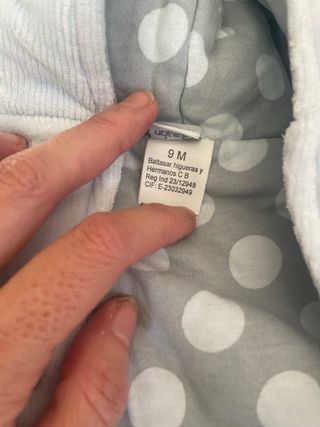 9 M
Baltasar higueras y
Hermanos C B
Reg Ind 23/12948
CIF: E-23032949